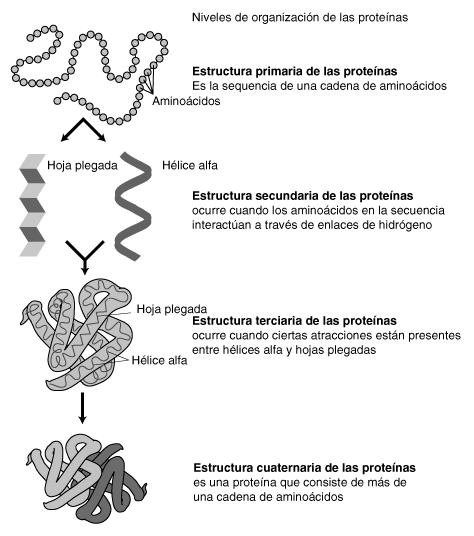 Niveles de organización de las proteínas
Estructura primaria de las proteínas
Es la sequencia de una cadena de aminoácidos
Aminoácidos
Hoja plegada
Hélice alfa
Estructura secundaria de las proteínas
ocurre cuando los aminoácidos en la secuencia
interactúan a través de enlaces de hidrógeno
Hoja plegada
Estructura terciaria de las proteínas
ocurre cuando ciertas atracciones están presentes
entre hélices alfa y hojas plegadas
Hélice alfa
Estructura cuaternaria de las proteínas
es una proteína que consiste de más de
una cadena de aminoácidos